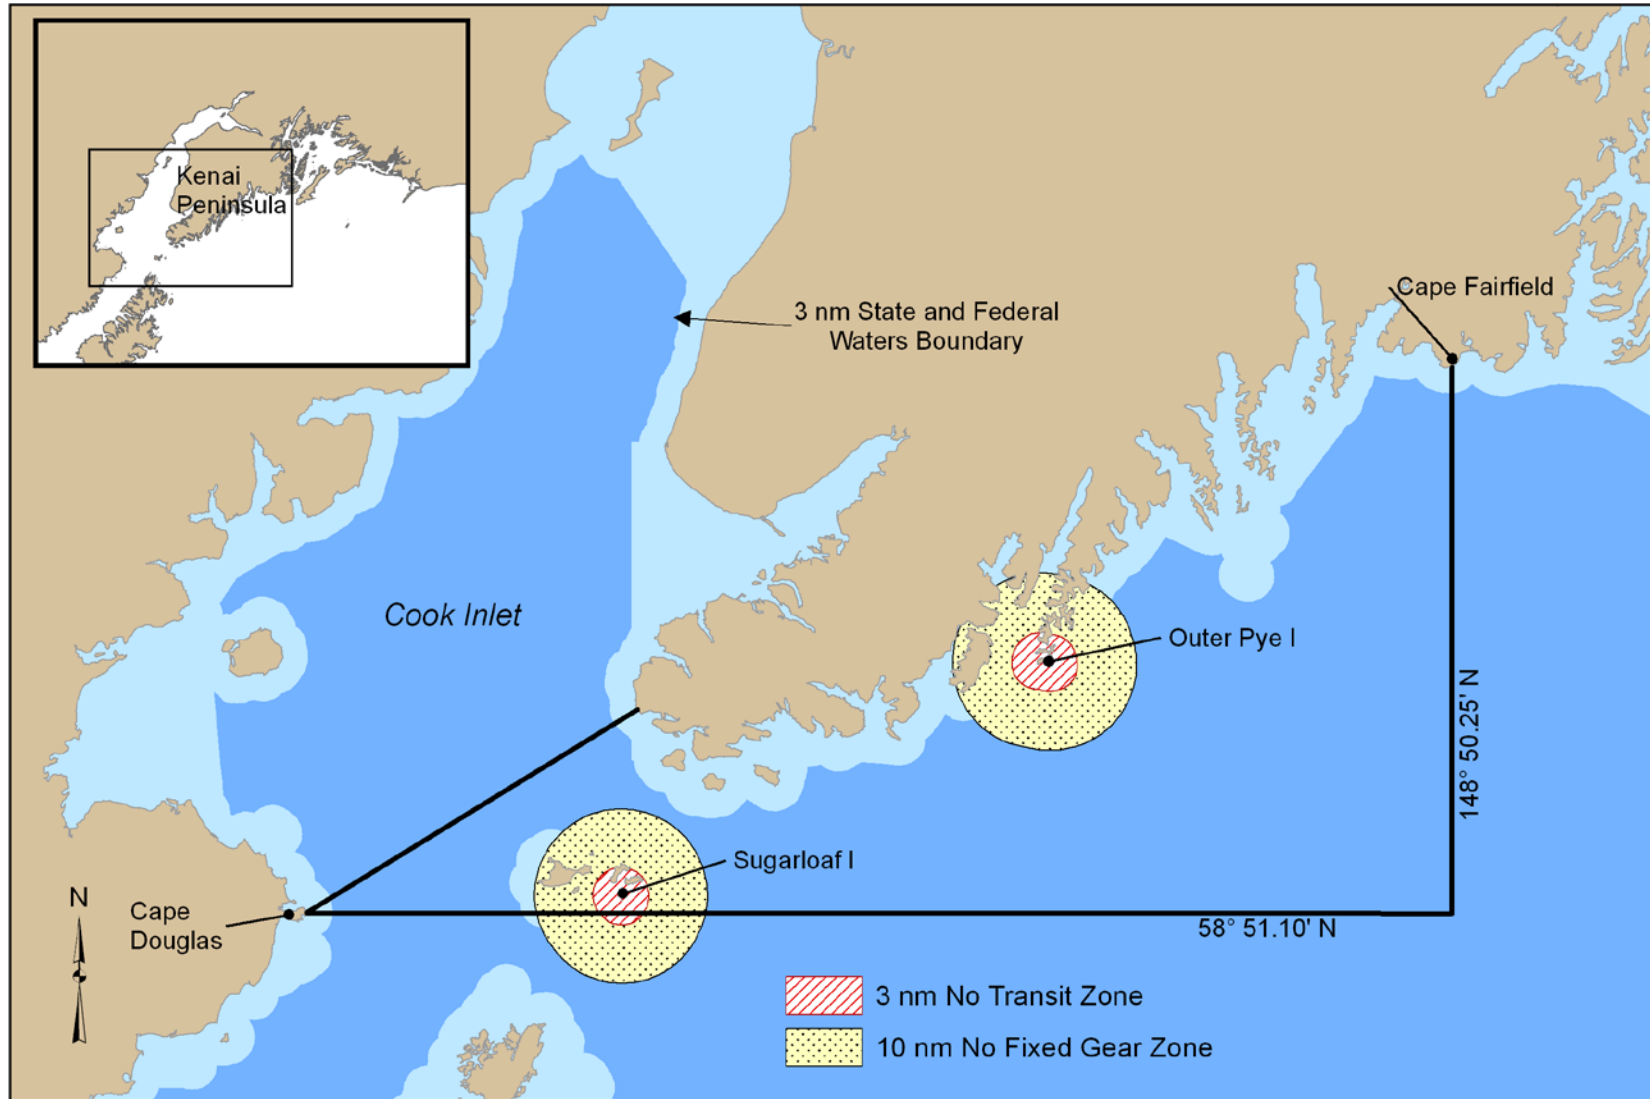 Kenai
Peninsula
3 nm State and Federal
Waters Boundary
Cape Fairfield
Cook Inlet
Outer Pye I
148° 50.25' N
Sugarloaf I
N
Cape
Douglas
58° 51.10' N
3 nm No Transit Zone
10 nm No Fixed Gear Zone